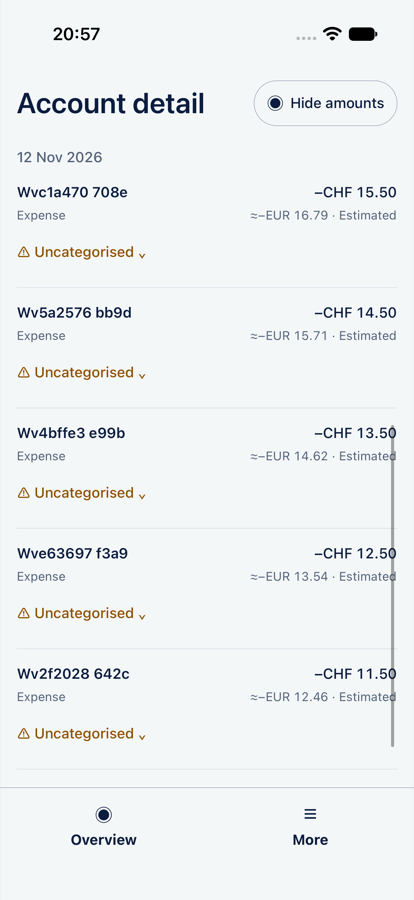 20:57
Account detail
Hide amounts
12 Nov 2026
Wvc1a470 708e
–CHF 15.50
Expense
≈–EUR 16.79 · Estimated
Uncategorised
Wv5a2576 bb9d
–CHF 14.50
Expense
≈–EUR 15.71 · Estimated
Uncategorised
Wv4bffe3 e99b
–CHF 13.50
Expense
≈–EUR 14.62 · Estimated
Uncategorised
Wve63697 f3a9
–CHF 12.50
Expense
≈–EUR 13.54 · Estimated
Uncategorised
Wv2f2028 642c
–CHF 11.50
Expense
≈–EUR 12.46 · Estimated
Uncategorised
Overview
More